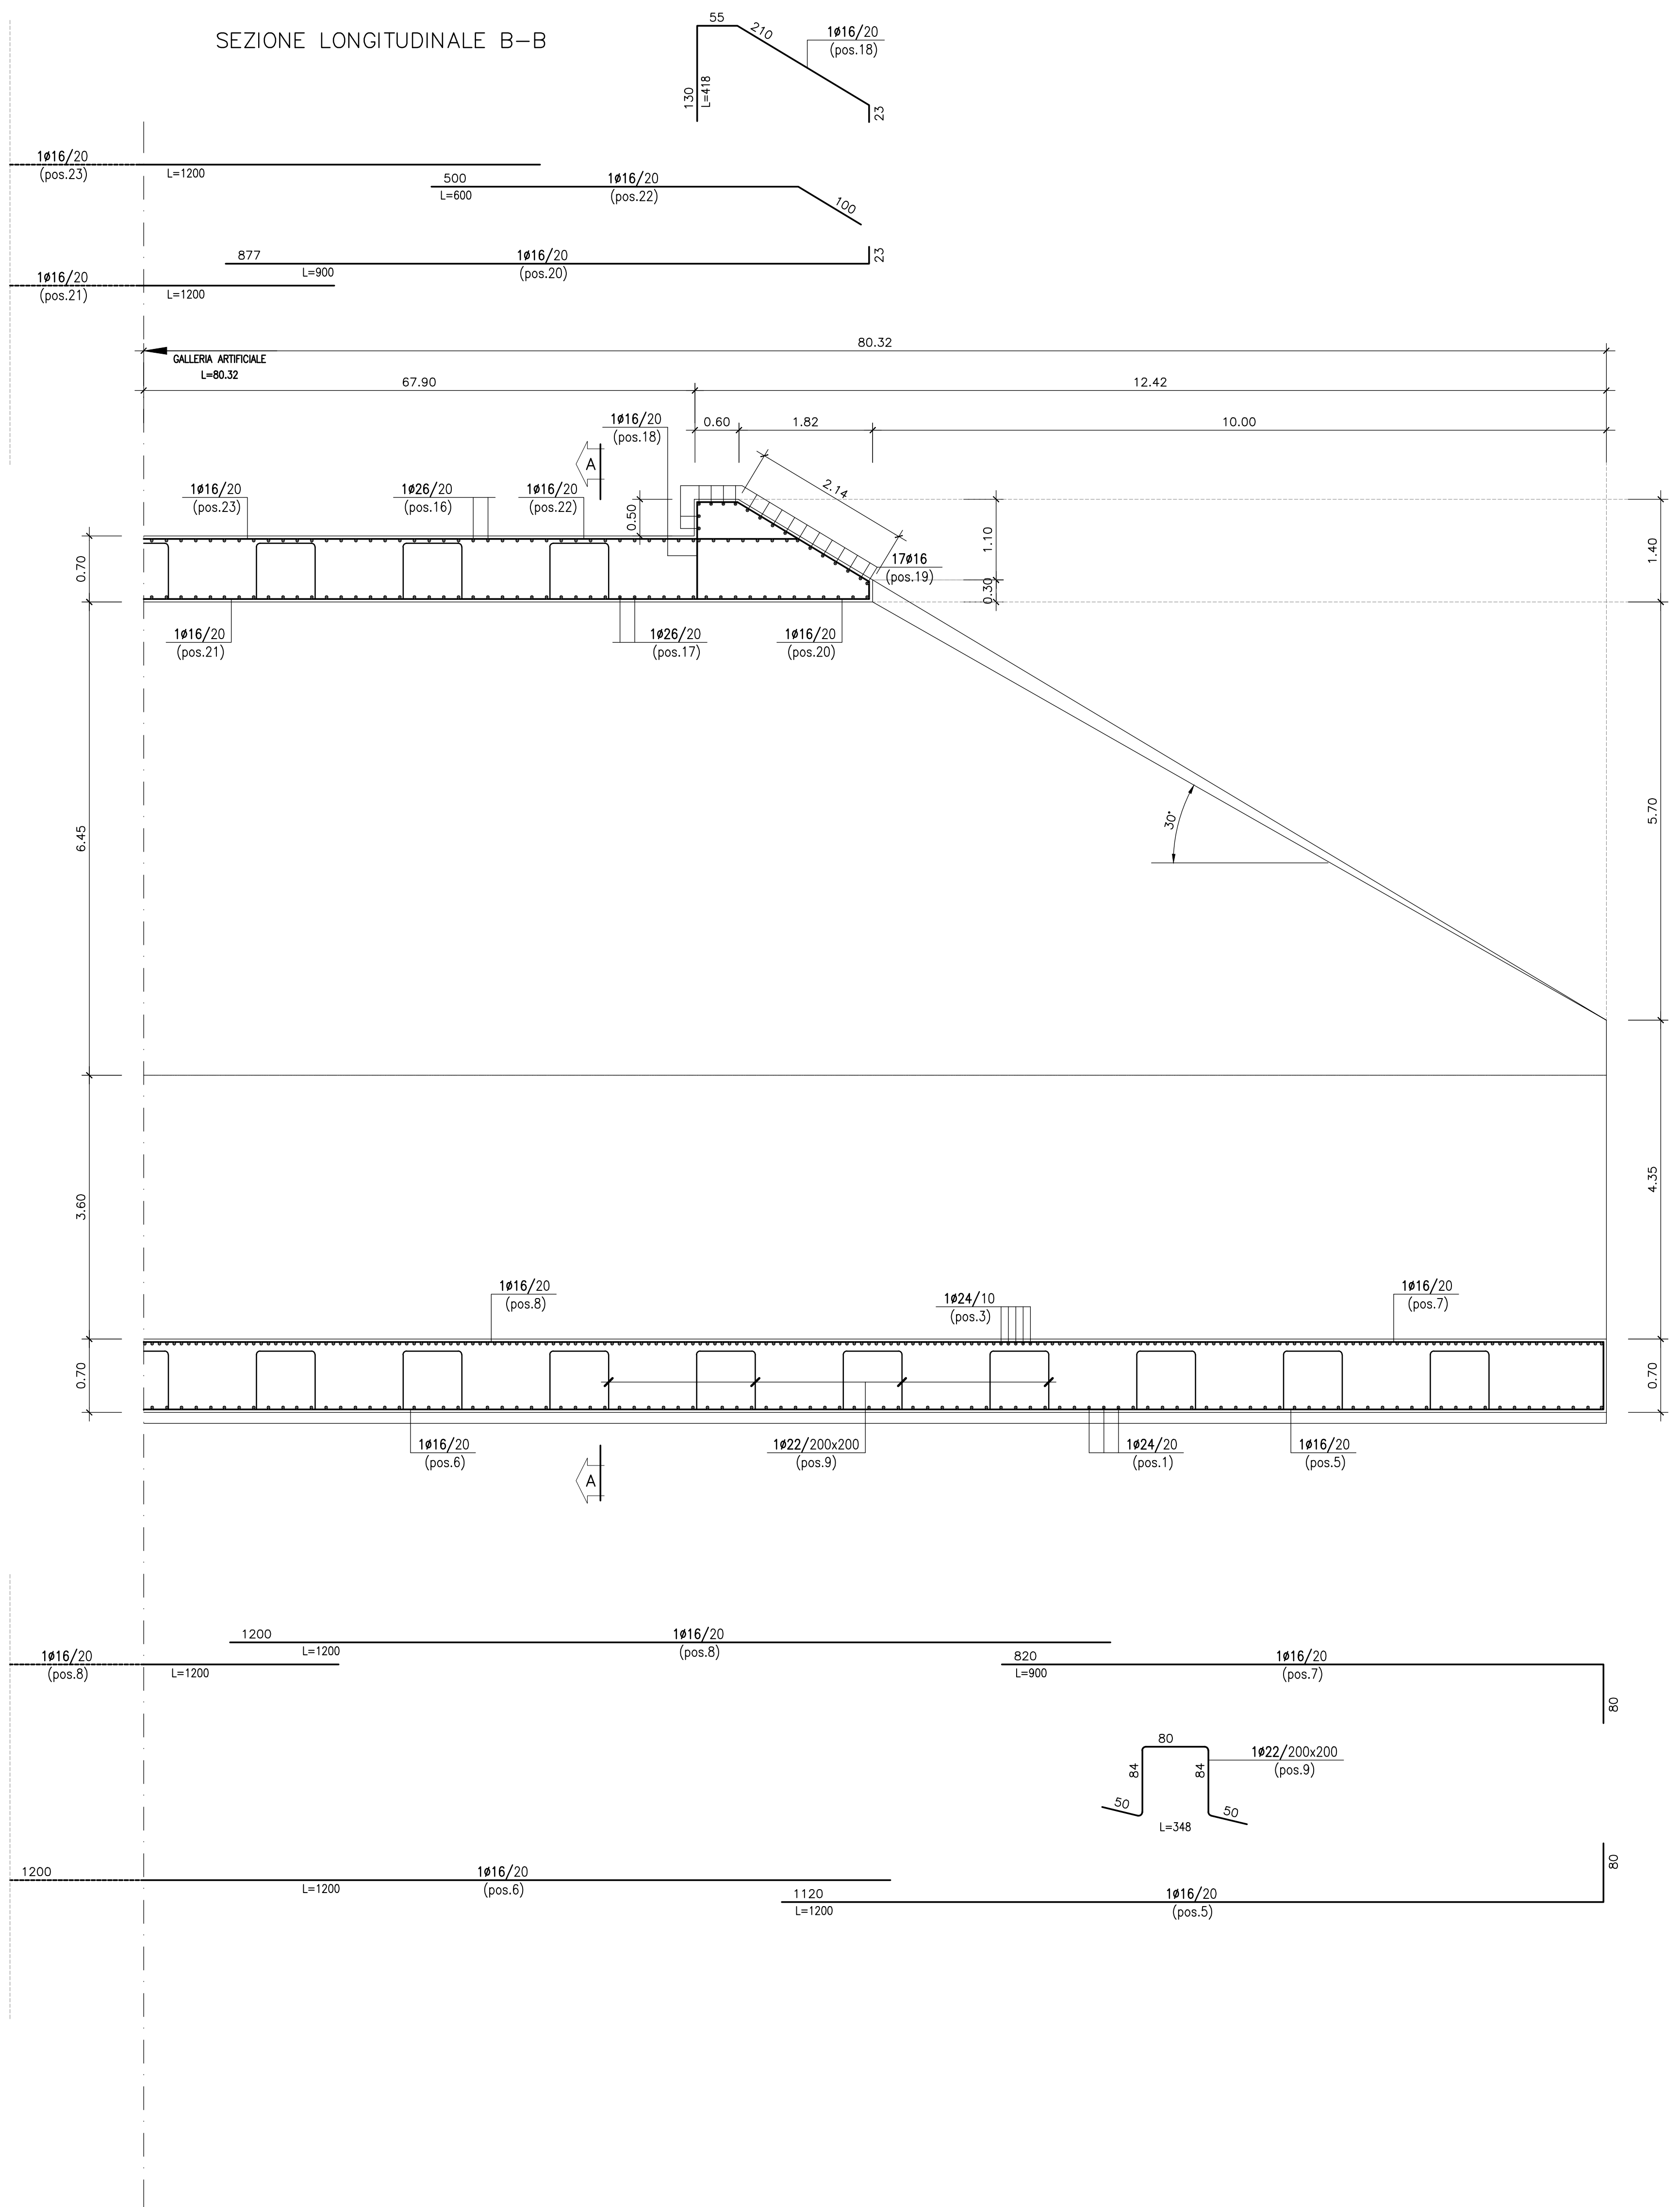 SEZIONE LONGITUDINALE B-B
55
210
1ø16/20
(pos.18)
130
L=418
23
1ø16/20
(pos.23)
L=1200
500
L=600
1ø16/20
(pos.22)
100
877
L=900
1ø16/20
(pos.20)
23
1ø16/20
(pos.21)
L=1200
80.32
GALLERIA ARTIFICIALE
L=80.32
67.90
12.42
0.60
1.82
10.00
1ø16/20
(pos.18)
A
2.14
1ø16/20
(pos.23)
1ø26/20
(pos.16)
1ø16/20
(pos.22)
0.50
1.10
1.40
0.70
17ø16
(pos.19)
0.30
1ø16/20
(pos.21)
1ø26/20
(pos.17)
1ø16/20
(pos.20)
6.45
5.70
30°
3.60
4.35
1ø16/20
(pos.8)
1ø24/10
(pos.3)
1ø16/20
(pos.7)
0.70
0.70
1ø16/20
(pos.6)
1ø22/200x200
(pos.9)
1ø24/20
(pos.1)
1ø16/20
(pos.5)
A
1200
L=1200
1ø16/20
(pos.8)
1ø16/20
(pos.8)
L=1200
820
L=900
1ø16/20
(pos.7)
80
80
84
84
50
50
L=348
1ø22/200x200
(pos.9)
1200
L=1200
1ø16/20
(pos.6)
80
1120
L=1200
1ø16/20
(pos.5)